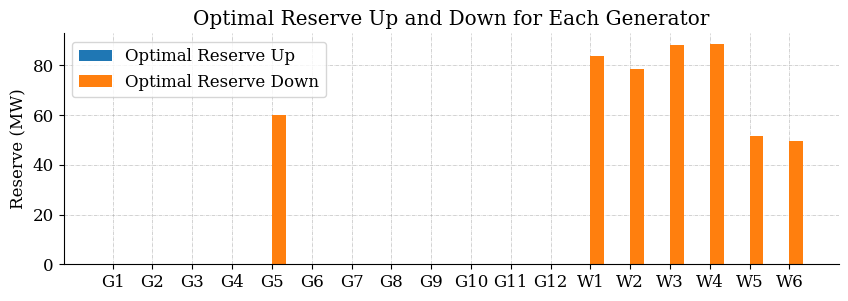 Optimal Reserve Up and Down for Each Generator
Optimal Reserve Up
Optimal Reserve Down
Reserve (MW)
80
60
40
20
0
G1 G2 G3 G4 G5 G6 G7 G8 G9 G10 G11 G12 W1 W2 W3 W4 W5 W6